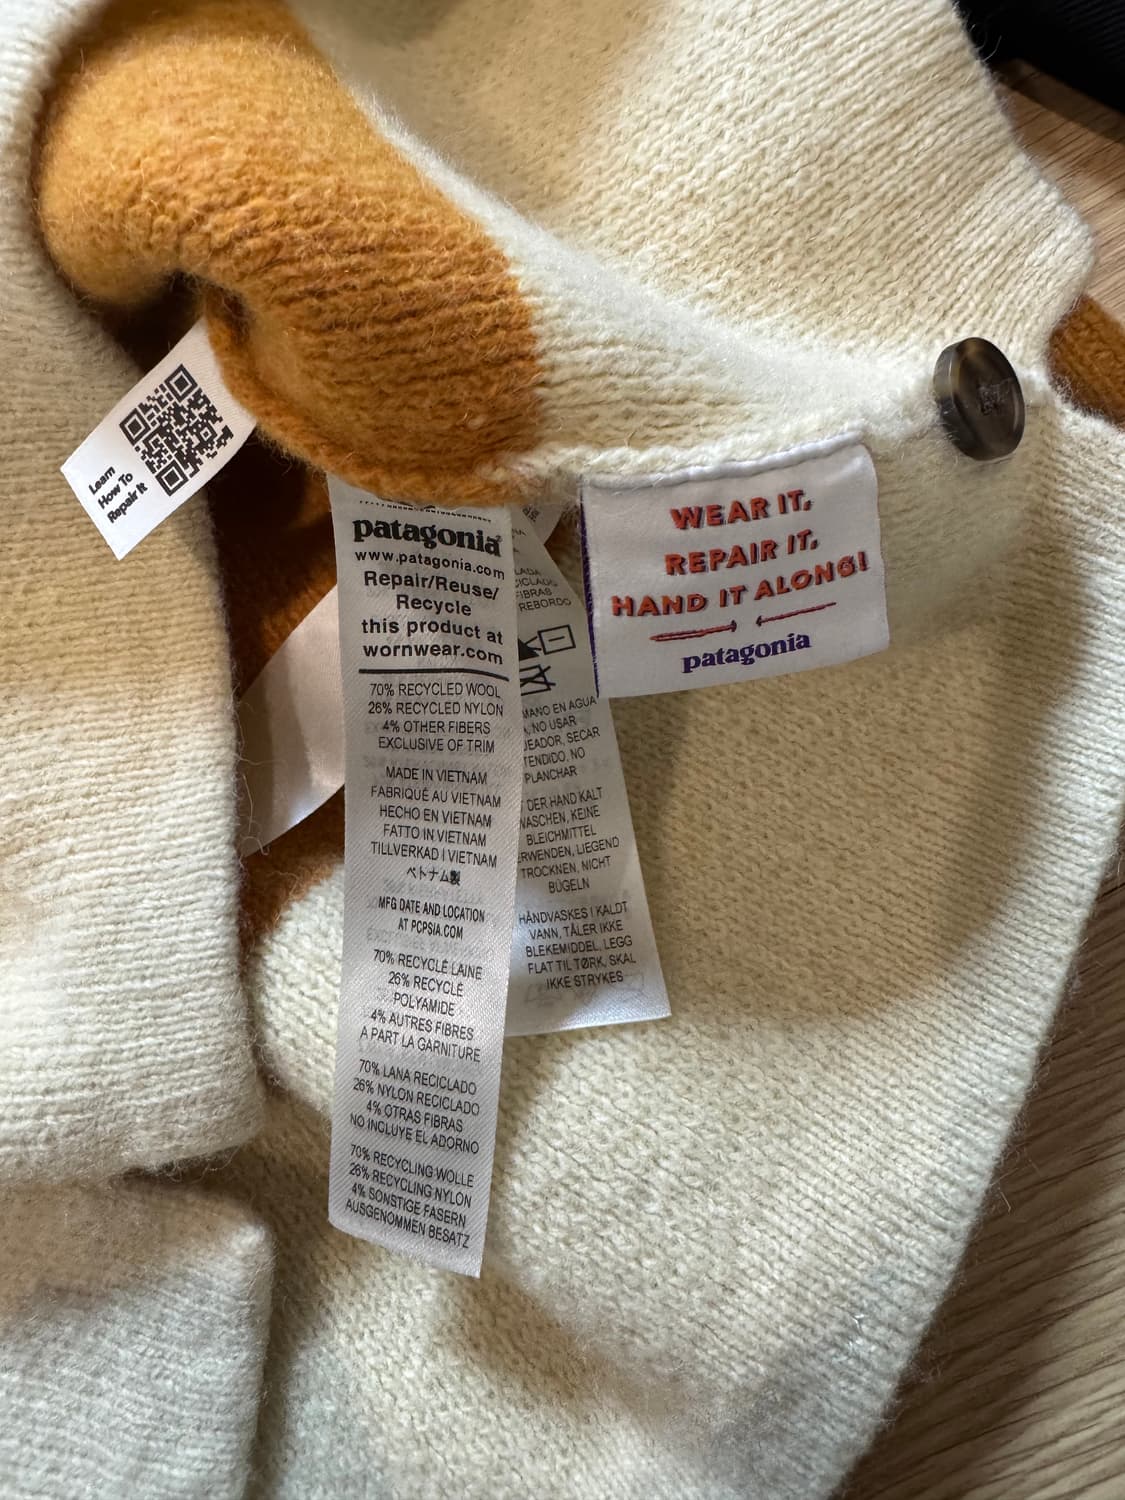 Learn
How To
Repair It
patagonia®
www.patagonia.com
Repair/Reuse/
Recycle
this product at
wornwear.com
70% RECYCLED WOOL
26% RECYCLED NYLON
4% OTHER FIBERS
EXCLUSIVE OF TRIM
MADE IN VIETNAM
FABRIQUÉ AU VIETNAM
HECHO EN VIETNAM
FATTO IN VIETNAM
TILLVERKAD I VIETNAM
ベトナム製
MFG DATE AND LOCATION
AT PCPSIA.COM
70% RECYCLÉ LAINE
26% RECYCLÉ
POLYAMIDE
4% AUTRES FIBRES
A PART LA GARNITURE
70% LANA RECICLADO
26% NYLON RECICLADO
4% OTRAS FIBRAS
NO INCLUYE EL ADORNO
70% RECYCLING WOLLE
26% RECYCLING NYLON
4% SONSTIGE FASERN
AUSGENOMMEN BESATZ
FIBRAS
REBORDO
MANO EN AGUA
NO USAR
SECAR
TENDIDO, NO
PLANCHAR
DER HAND KALT
WASCHEN, KEINE
BLEICHMITTEL
LIEGEND
TROCKNEN, NICHT
BÜGELN
HÅNDVASKES I KALDT
VANN, TÅLER IKKE
BLEKEMIDDEL, LEGG
FLAT TIL TØRK, SKAL
IKKE STRYKES
WEAR IT,
REPAIR IT,
HAND IT ALONG!
patagonia